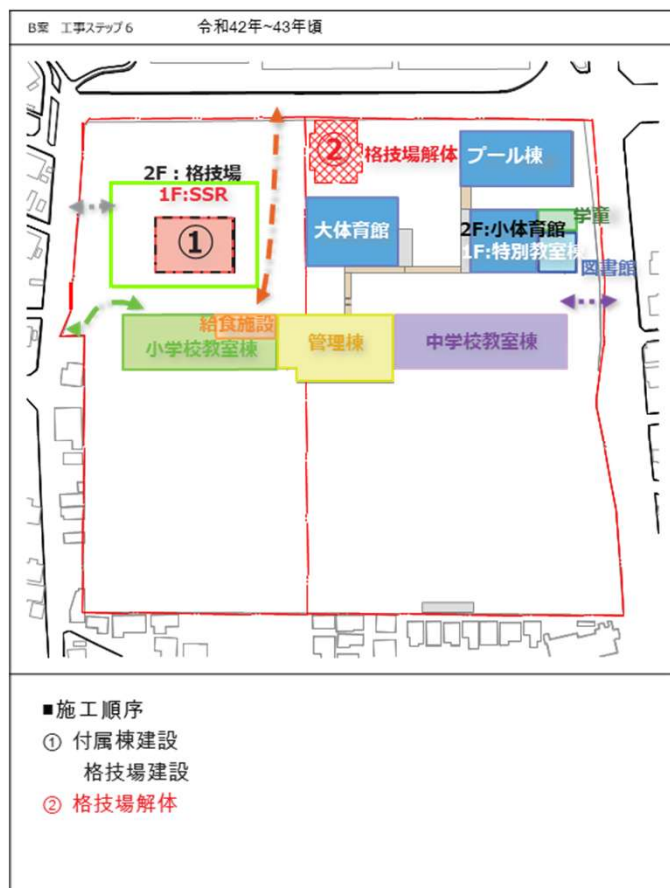 B案 工事ステップ6 令和42年~43年頃
② 格技場解体 プール棟
2F：格技場
1F:SSR
①
大体育館
2F:小体育館 学童
1F:特別教室棟
図書館
給食施設
小学校教室棟 管理棟 中学校教室棟
■施工順序
① 付属棟建設
格技場建設
② 格技場解体